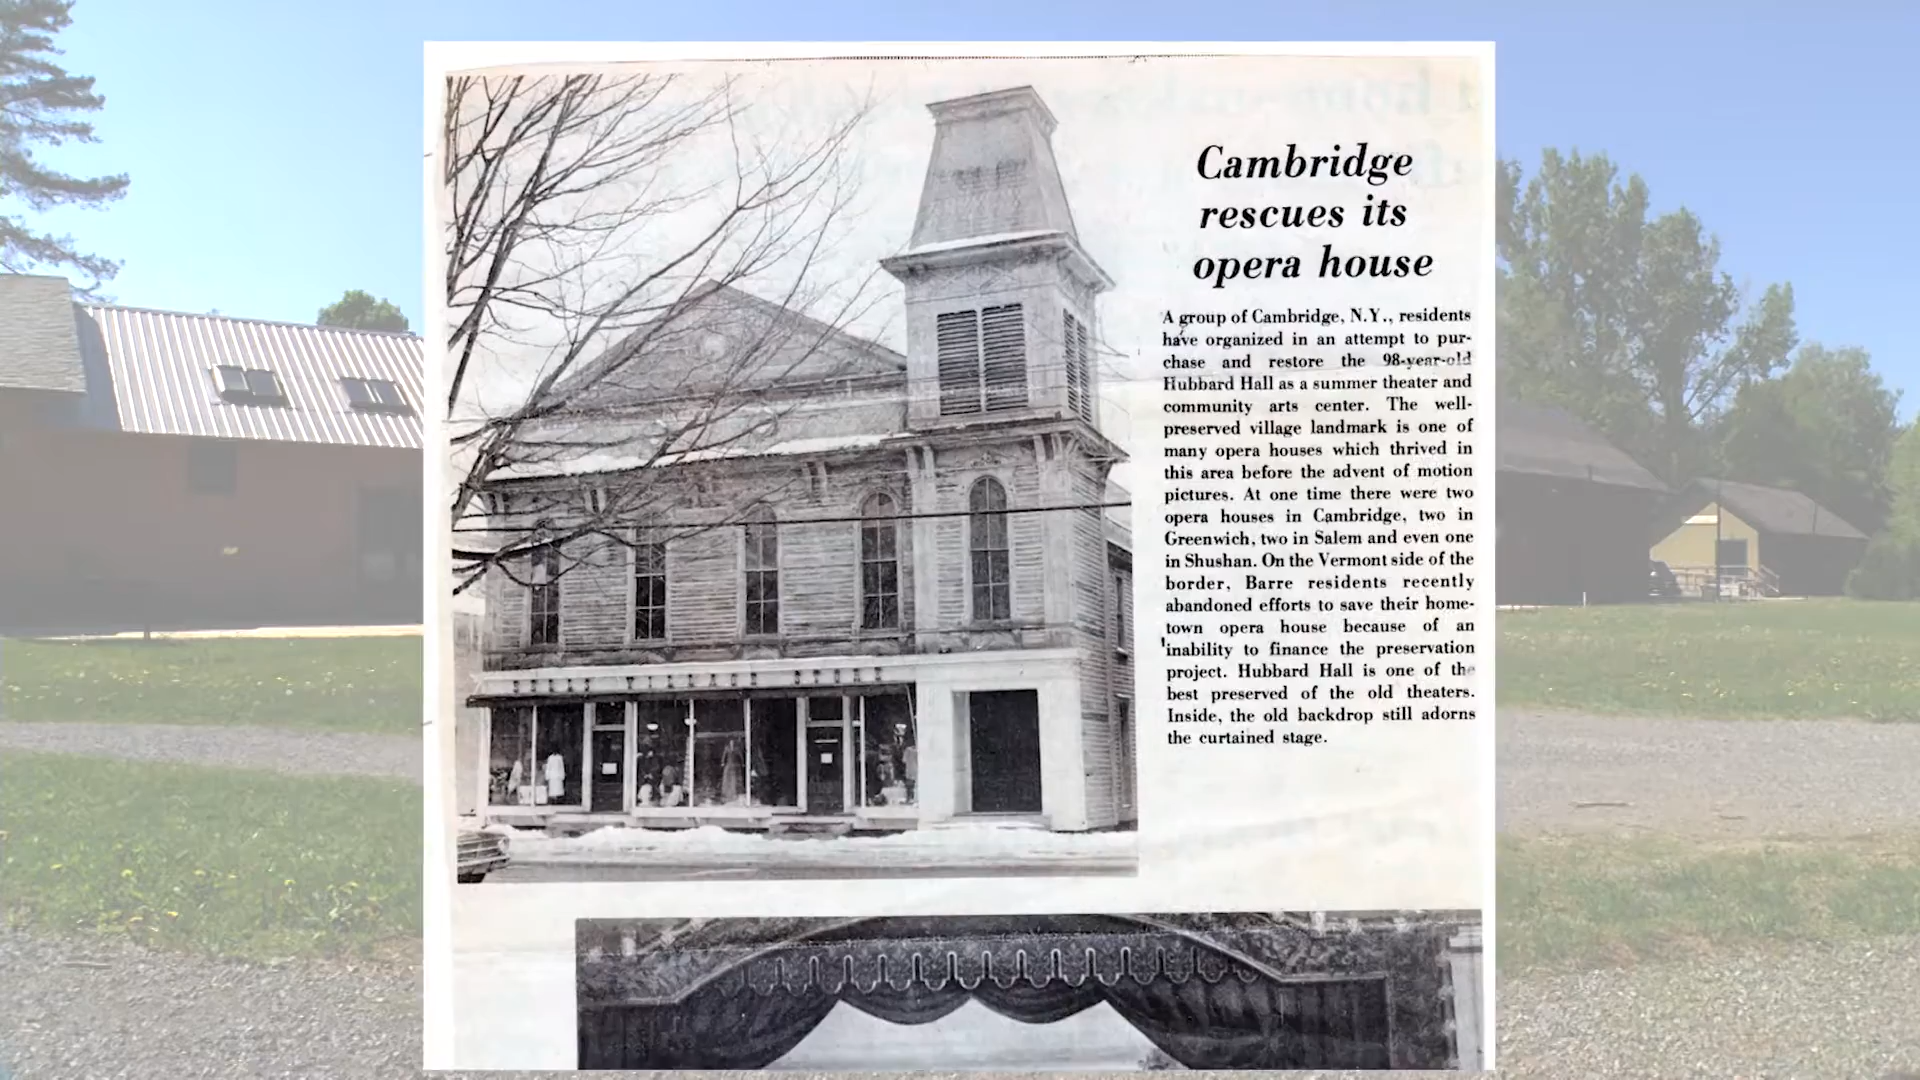 Cambridge
rescues its
opera house
A group of Cambridge, N.Y., residents
have organized in an attempt to pur-
chase and restore the 98-year-old
Hubbard Hall as a summer theater and
community arts center. The well-
preserved village landmark is one of
many opera houses which thrived in
this area before the advent of motion
pictures. At one time there were two
opera houses in Cambridge, two in
Greenwich, two in Salem and even one
in Shushan. On the Vermont side of the
border, Barre residents recently
abandoned efforts to save their home-
town opera house because of an
inability to finance the preservation
project. Hubbard Hall is one of the
best preserved of the old theaters.
Inside, the old backdrop still adorns
the curtained stage.
VILLAGE STORE